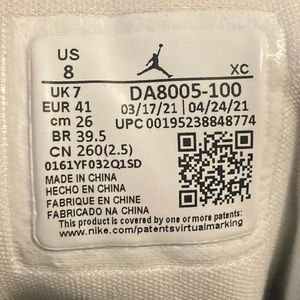 US
8
XC
UK 7
DA8005-100
EUR 41
03/17/21 | 04/24/21
cm 26
UPC 00195238848774
BR 39.5
CN 260(2.5)
0161YF032Q1SD
MADE IN CHINA
HECHO EN CHINA
FABRIQUE EN CHINE
FABRICADO NA CHINA
This product is covered by one or more patents:
www.nike.com/patentsvirtualmarking